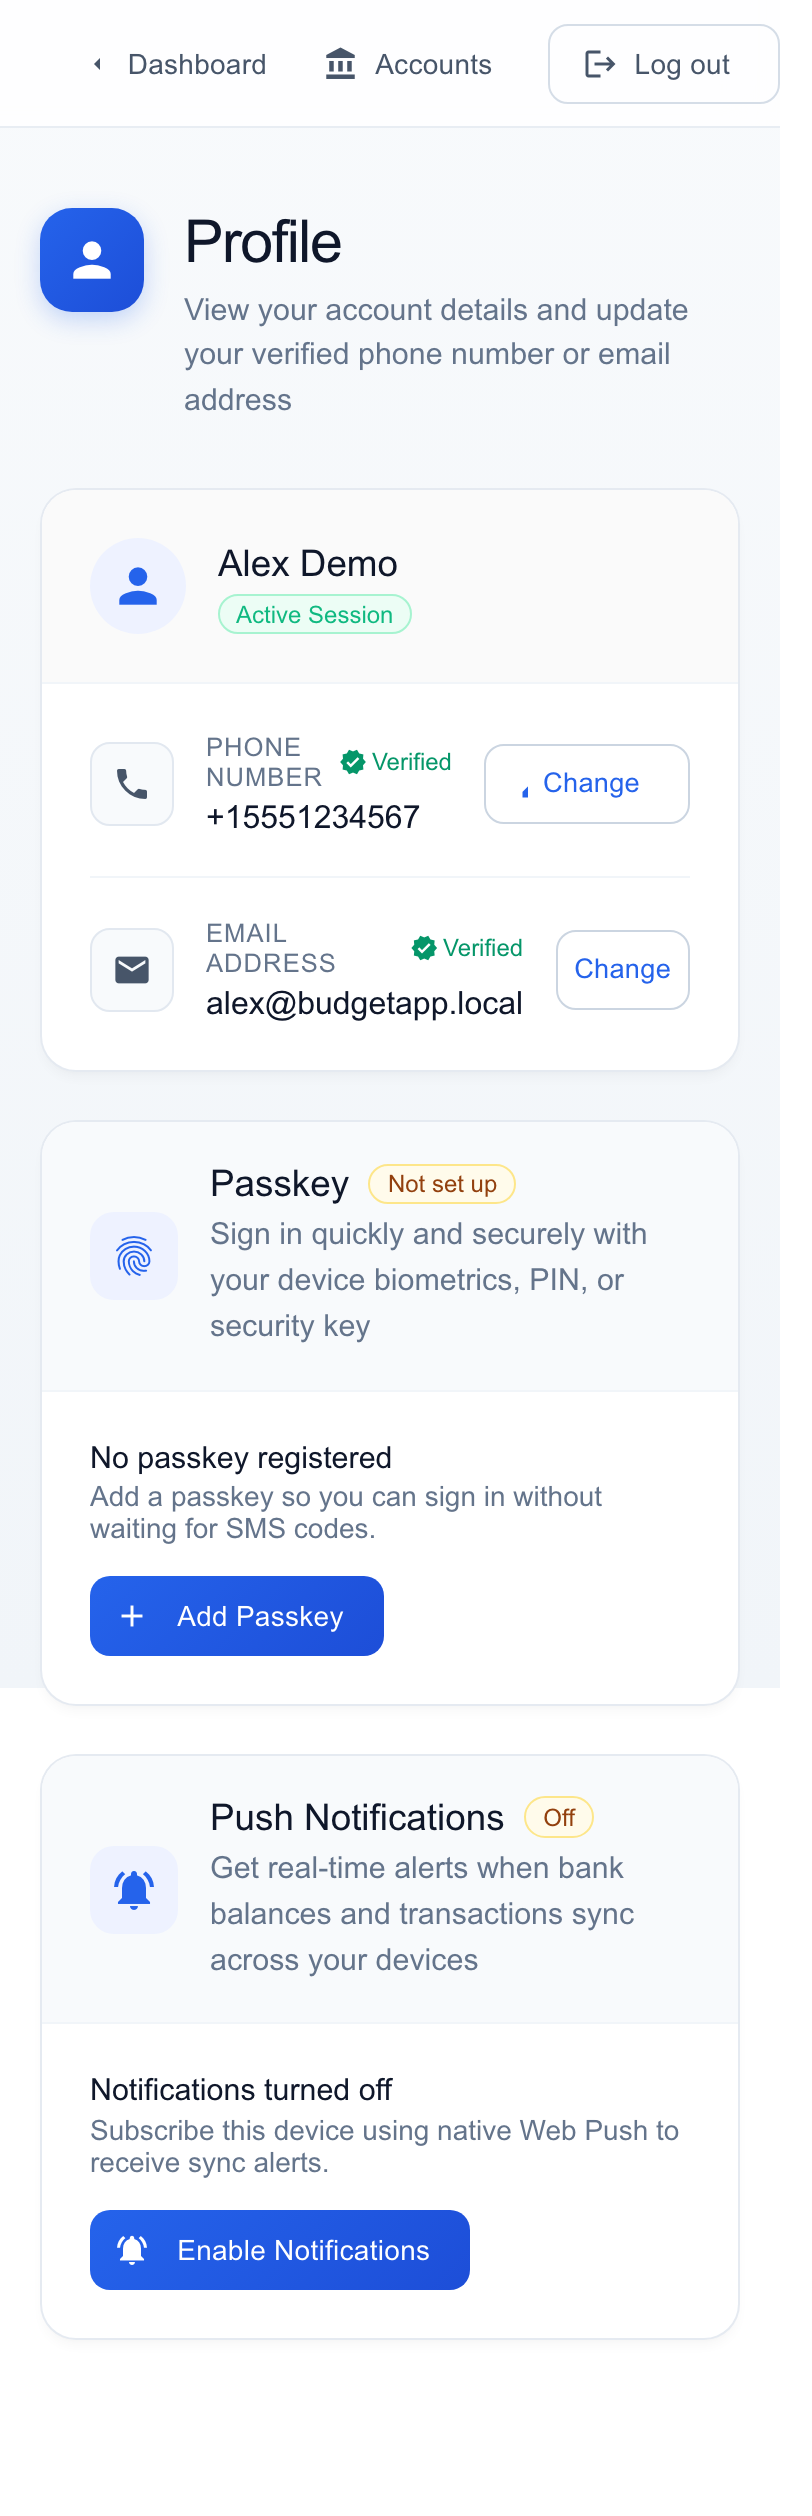 Dashboard
Accounts
Log out
Profile
View your account details and update
your verified phone number or email
address
Alex Demo
Active Session
PHONE
NUMBER
Verified
+15551234567
Change
EMAIL
ADDRESS
Verified
alex@budgetapp.local
Change
Passkey
Not set up
Sign in quickly and securely with
your device biometrics, PIN, or
security key
No passkey registered
Add a passkey so you can sign in without
waiting for SMS codes.
Add Passkey
Push Notifications
Off
Get real-time alerts when bank
balances and transactions sync
across your devices
Notifications turned off
Subscribe this device using native Web Push to
receive sync alerts.
Enable Notifications